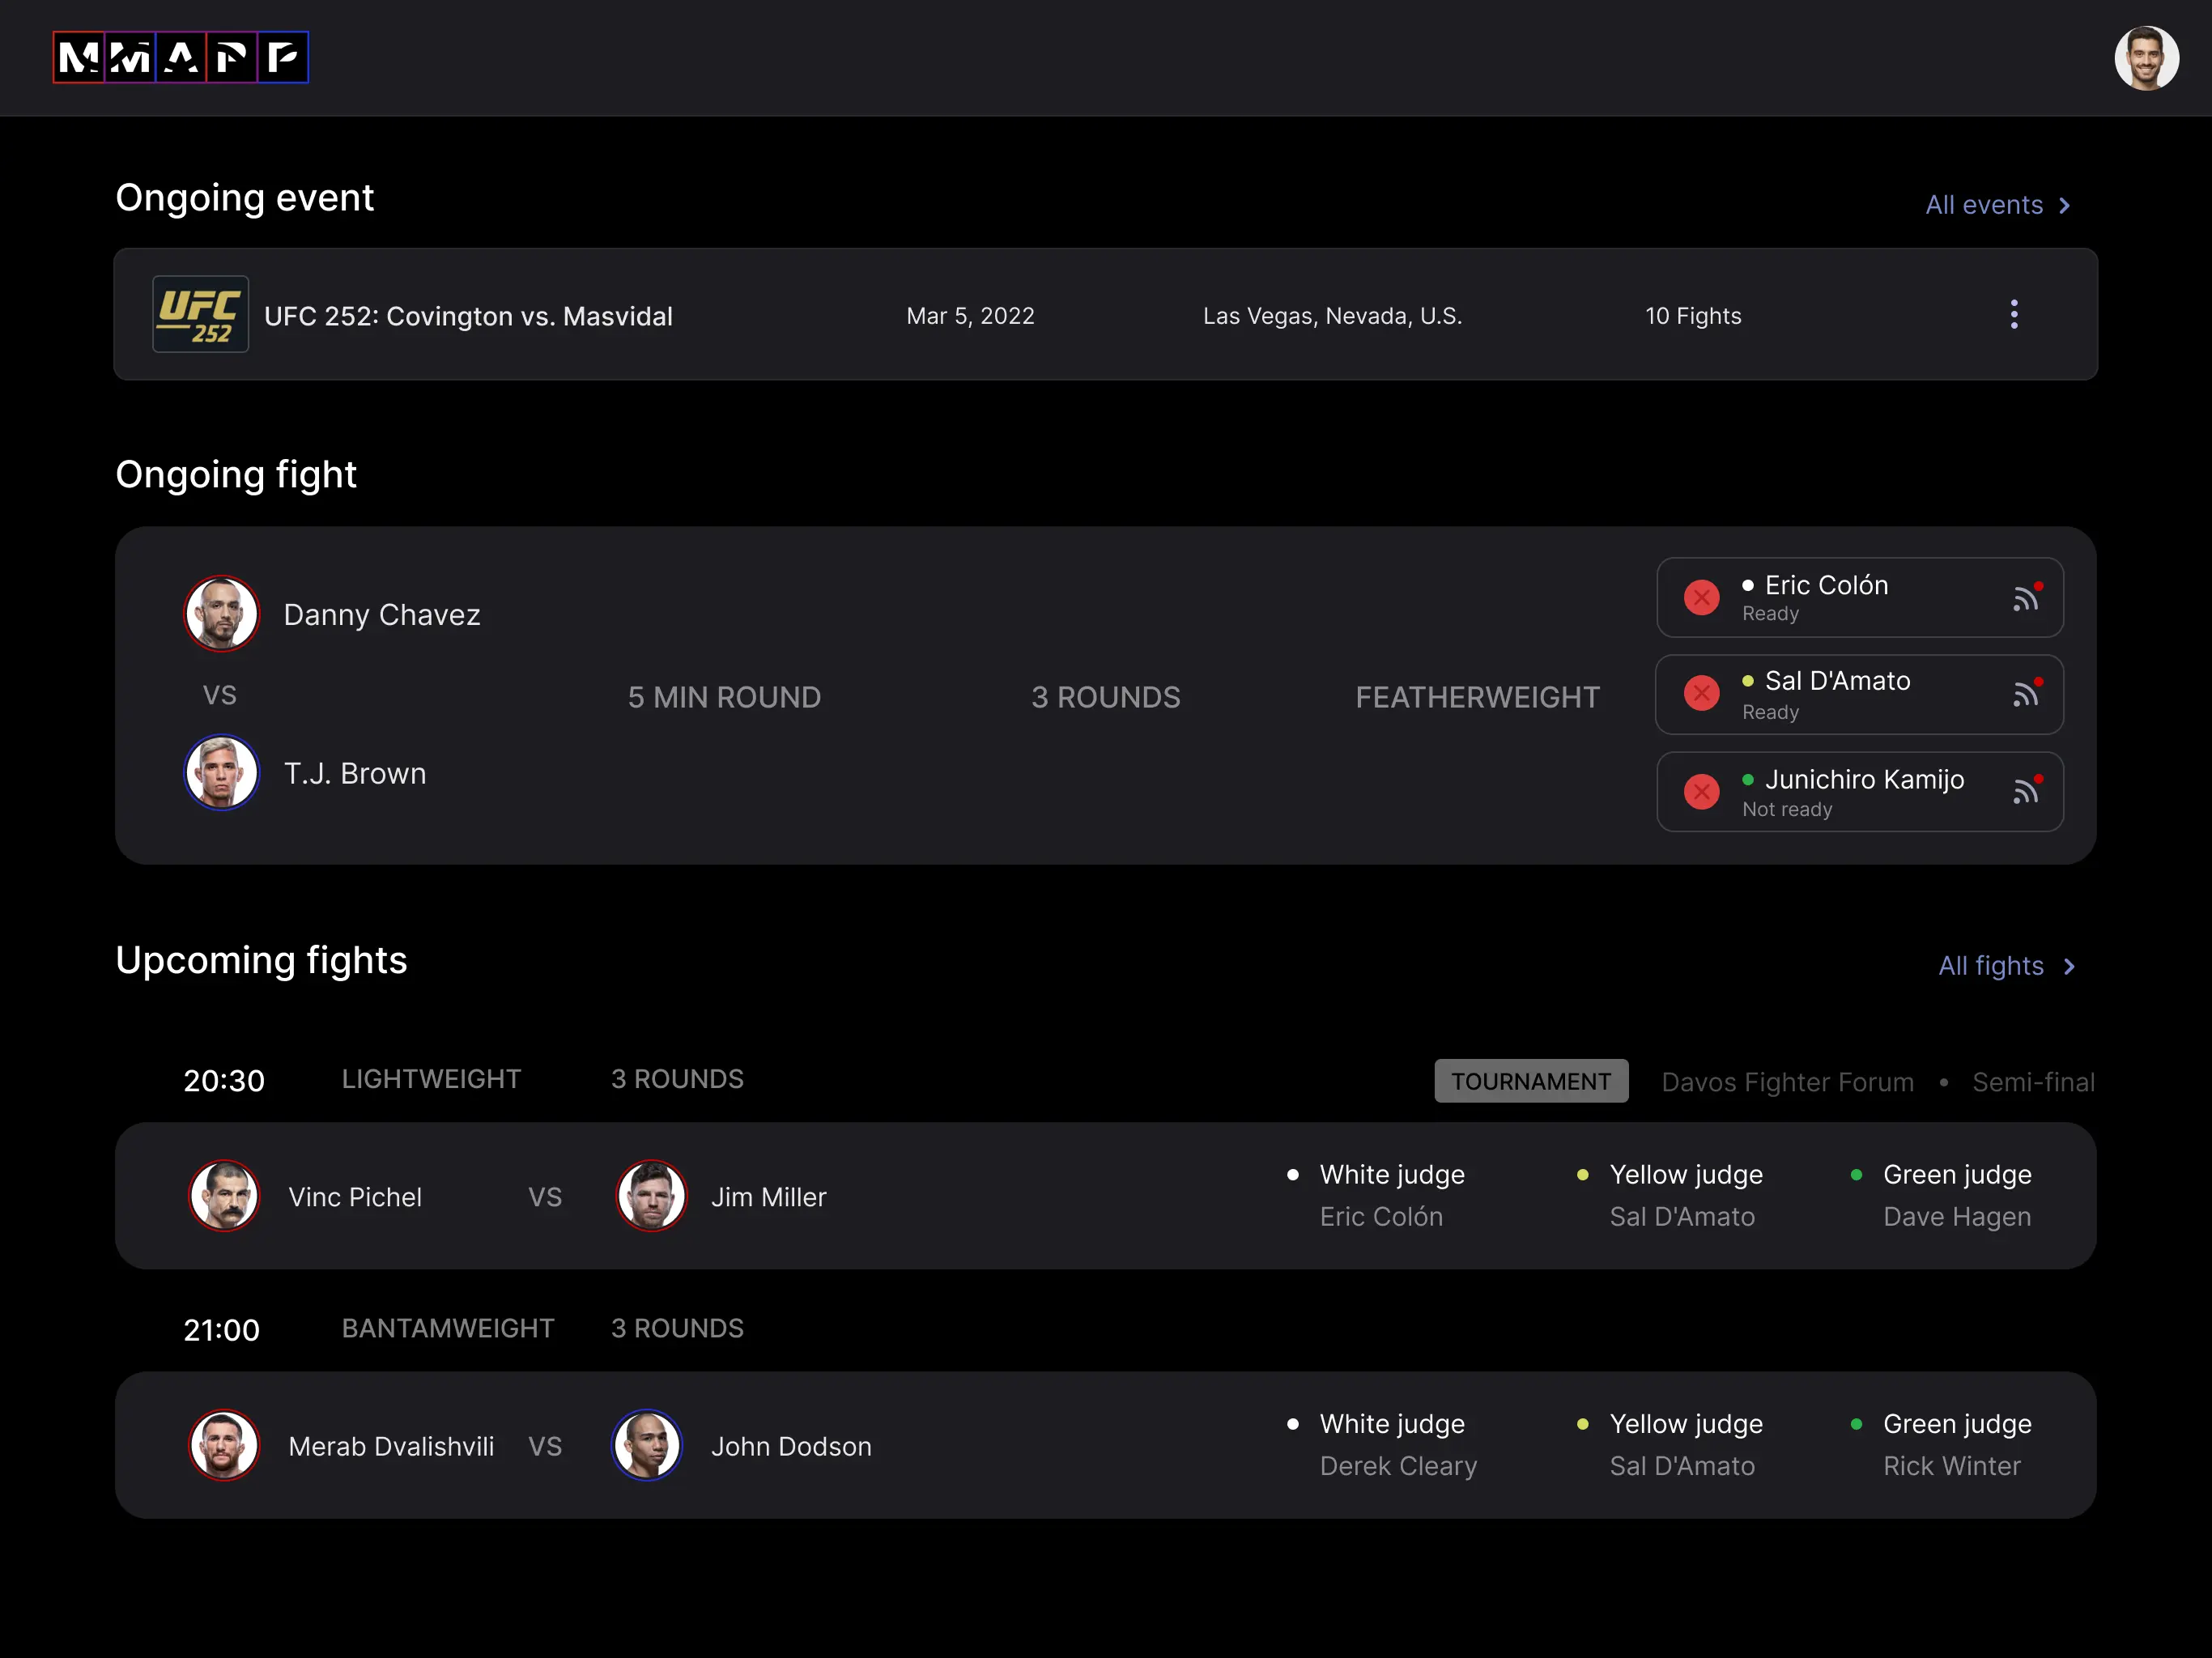 MMAPP
Ongoing event
All events
UFC
252
UFC 252: Covington vs. Masvidal
Mar 5, 2022
Las Vegas, Nevada, U.S.
10 Fights
Ongoing fight
Danny Chavez
VS
T.J. Brown
5 MIN ROUND
3 ROUNDS
FEATHERWEIGHT
Eric Colón
Ready
Sal D'Amato
Ready
Junichiro Kamijo
Not ready
Upcoming fights
All fights
20:30 LIGHTWEIGHT 3 ROUNDS
TOURNAMENT Davos Fighter Forum • Semi-final
Vinc Pichel VS Jim Miller
White judge
Eric Colón
Yellow judge
Sal D'Amato
Green judge
Dave Hagen
21:00 BANTAMWEIGHT 3 ROUNDS
Merab Dvalishvili VS John Dodson
White judge
Derek Cleary
Yellow judge
Sal D'Amato
Green judge
Rick Winter